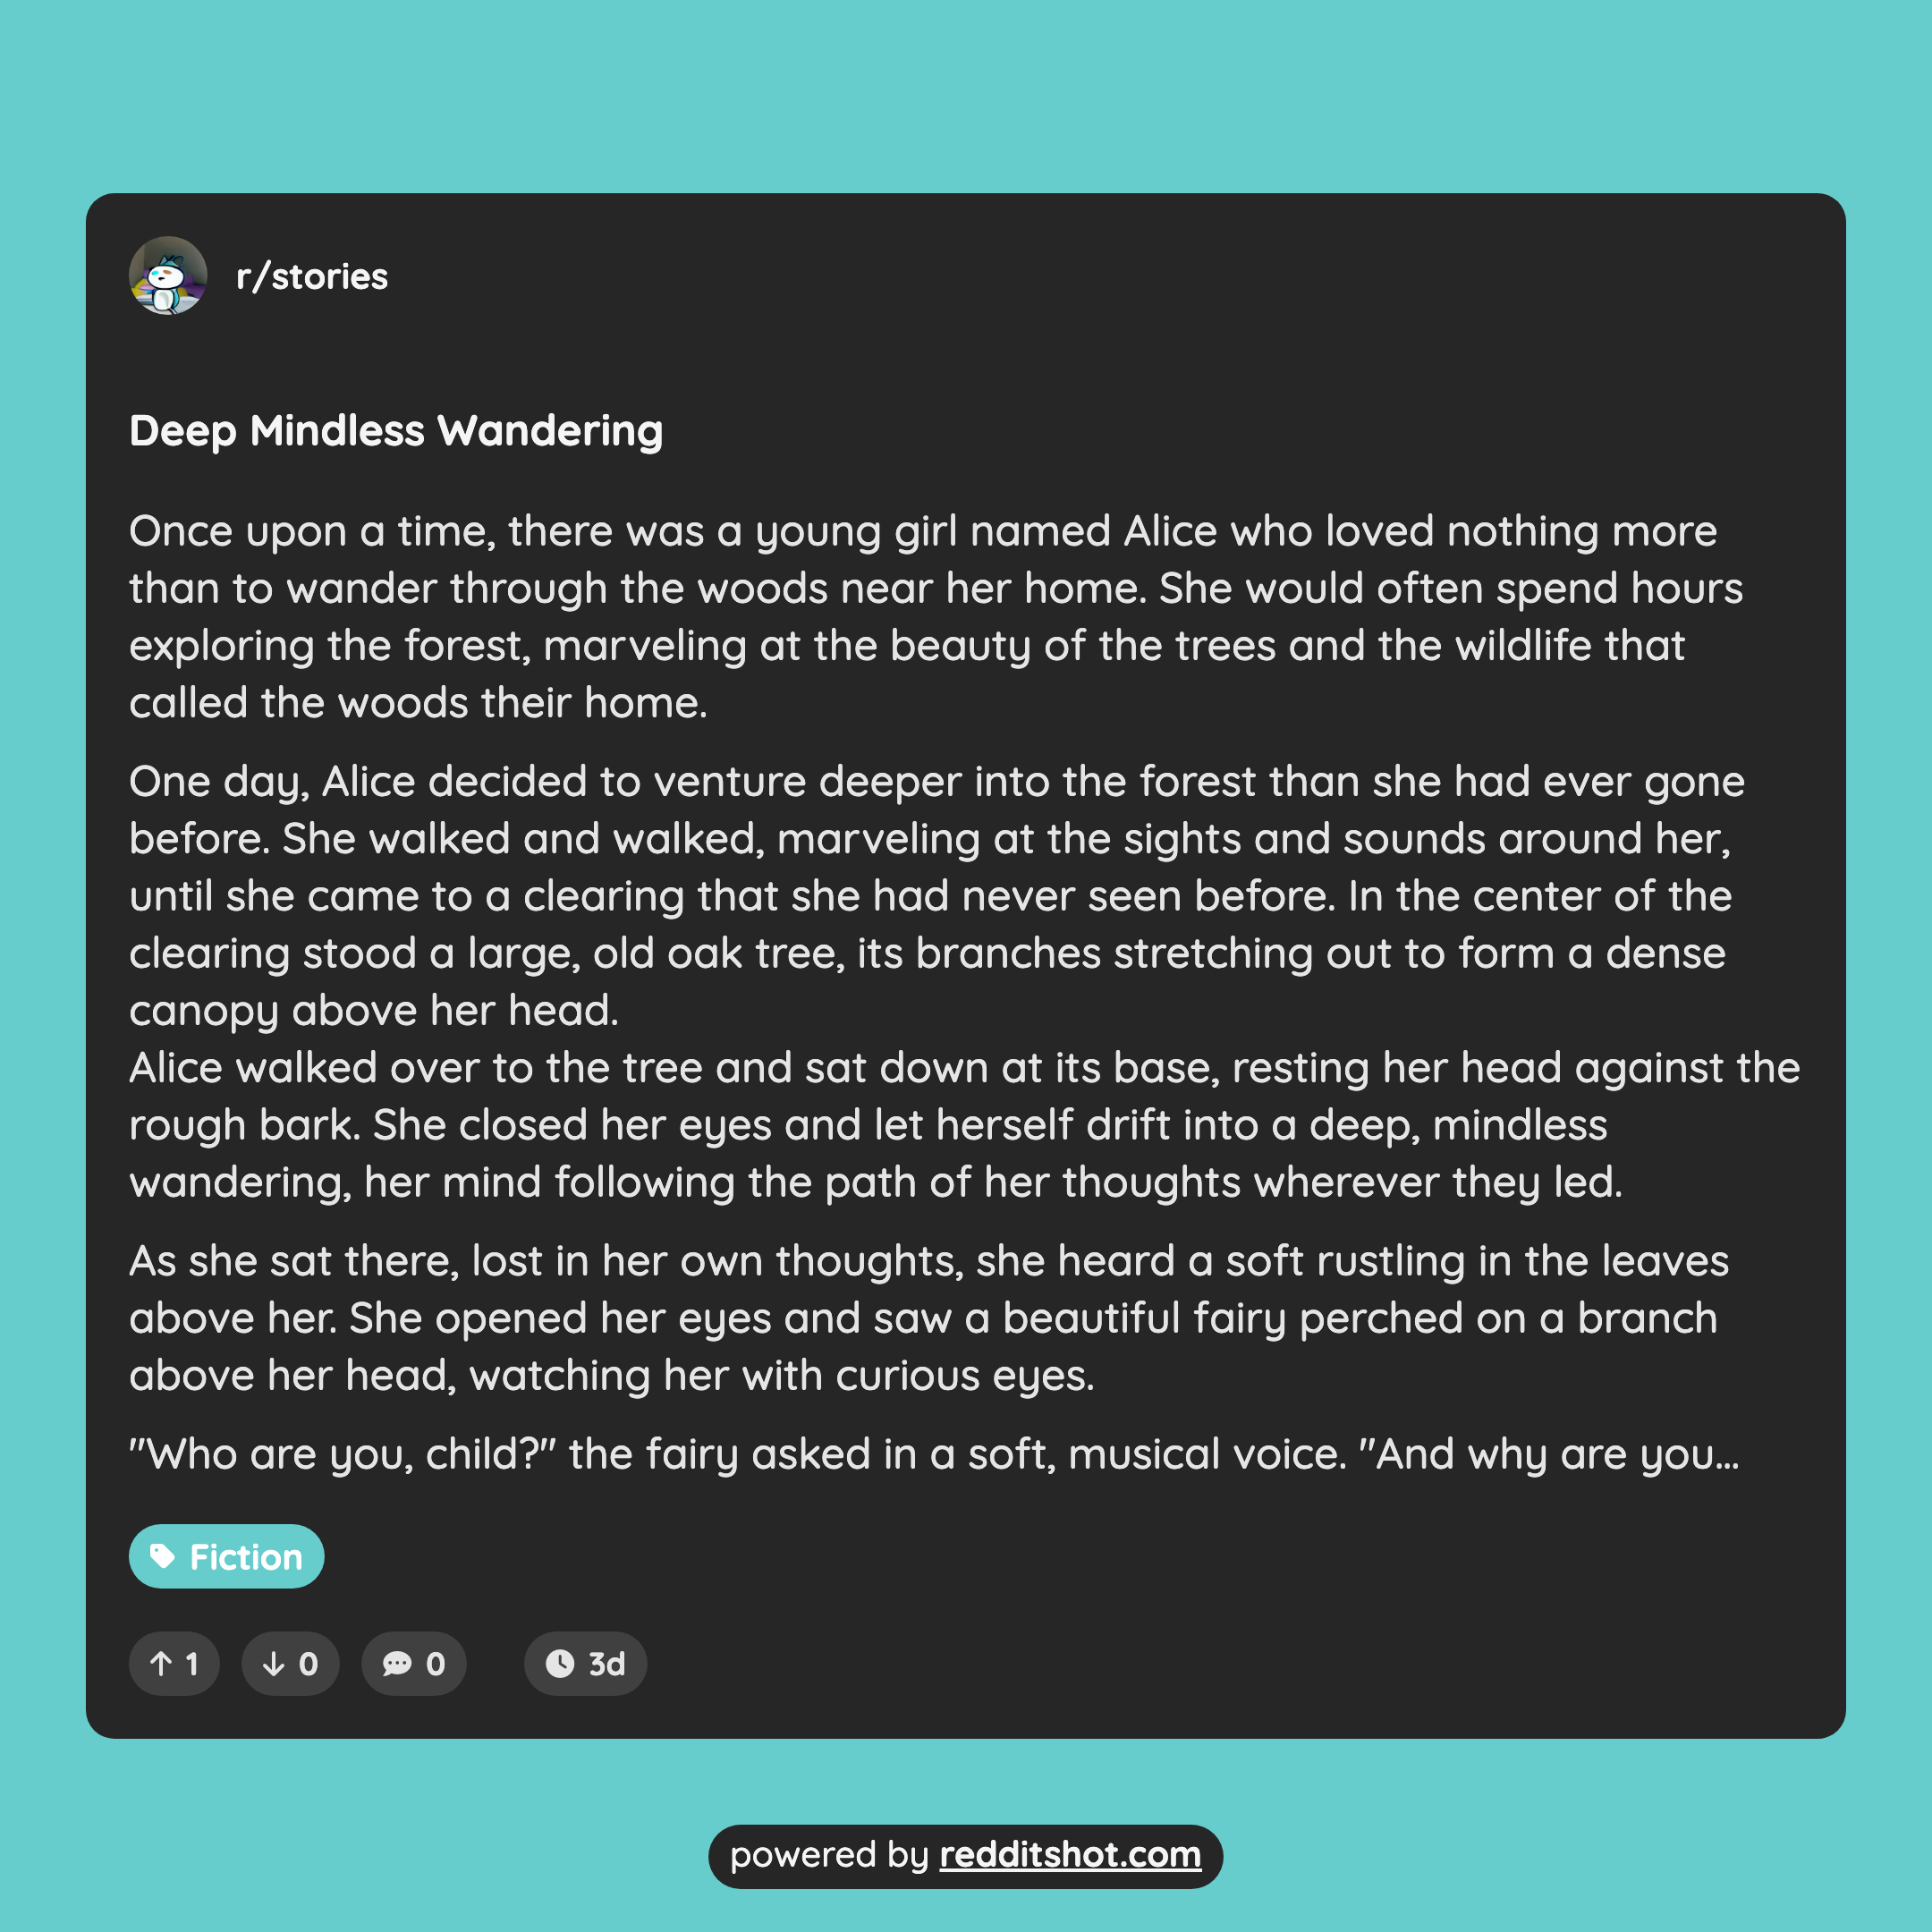 r/stories
Deep Mindless Wandering
Once upon a time, there was a young girl named Alice who loved nothing more
than to wander through the woods near her home. She would often spend hours
exploring the forest, marveling at the beauty of the trees and the wildlife that
called the woods their home.
One day, Alice decided to venture deeper into the forest than she had ever gone
before. She walked and walked, marveling at the sights and sounds around her,
until she came to a clearing that she had never seen before. In the center of the
clearing stood a large, old oak tree, its branches stretching out to form a dense
canopy above her head.
Alice walked over to the tree and sat down at its base, resting her head against the
rough bark. She closed her eyes and let herself drift into a deep, mindless
wandering, her mind following the path of her thoughts wherever they led.
As she sat there, lost in her own thoughts, she heard a soft rustling in the leaves
above her. She opened her eyes and saw a beautiful fairy perched on a branch
above her head, watching her with curious eyes.
"Who are you, child?" the fairy asked in a soft, musical voice. "And why are you...
Fiction
1 0 0 3d
powered by redditshot.com